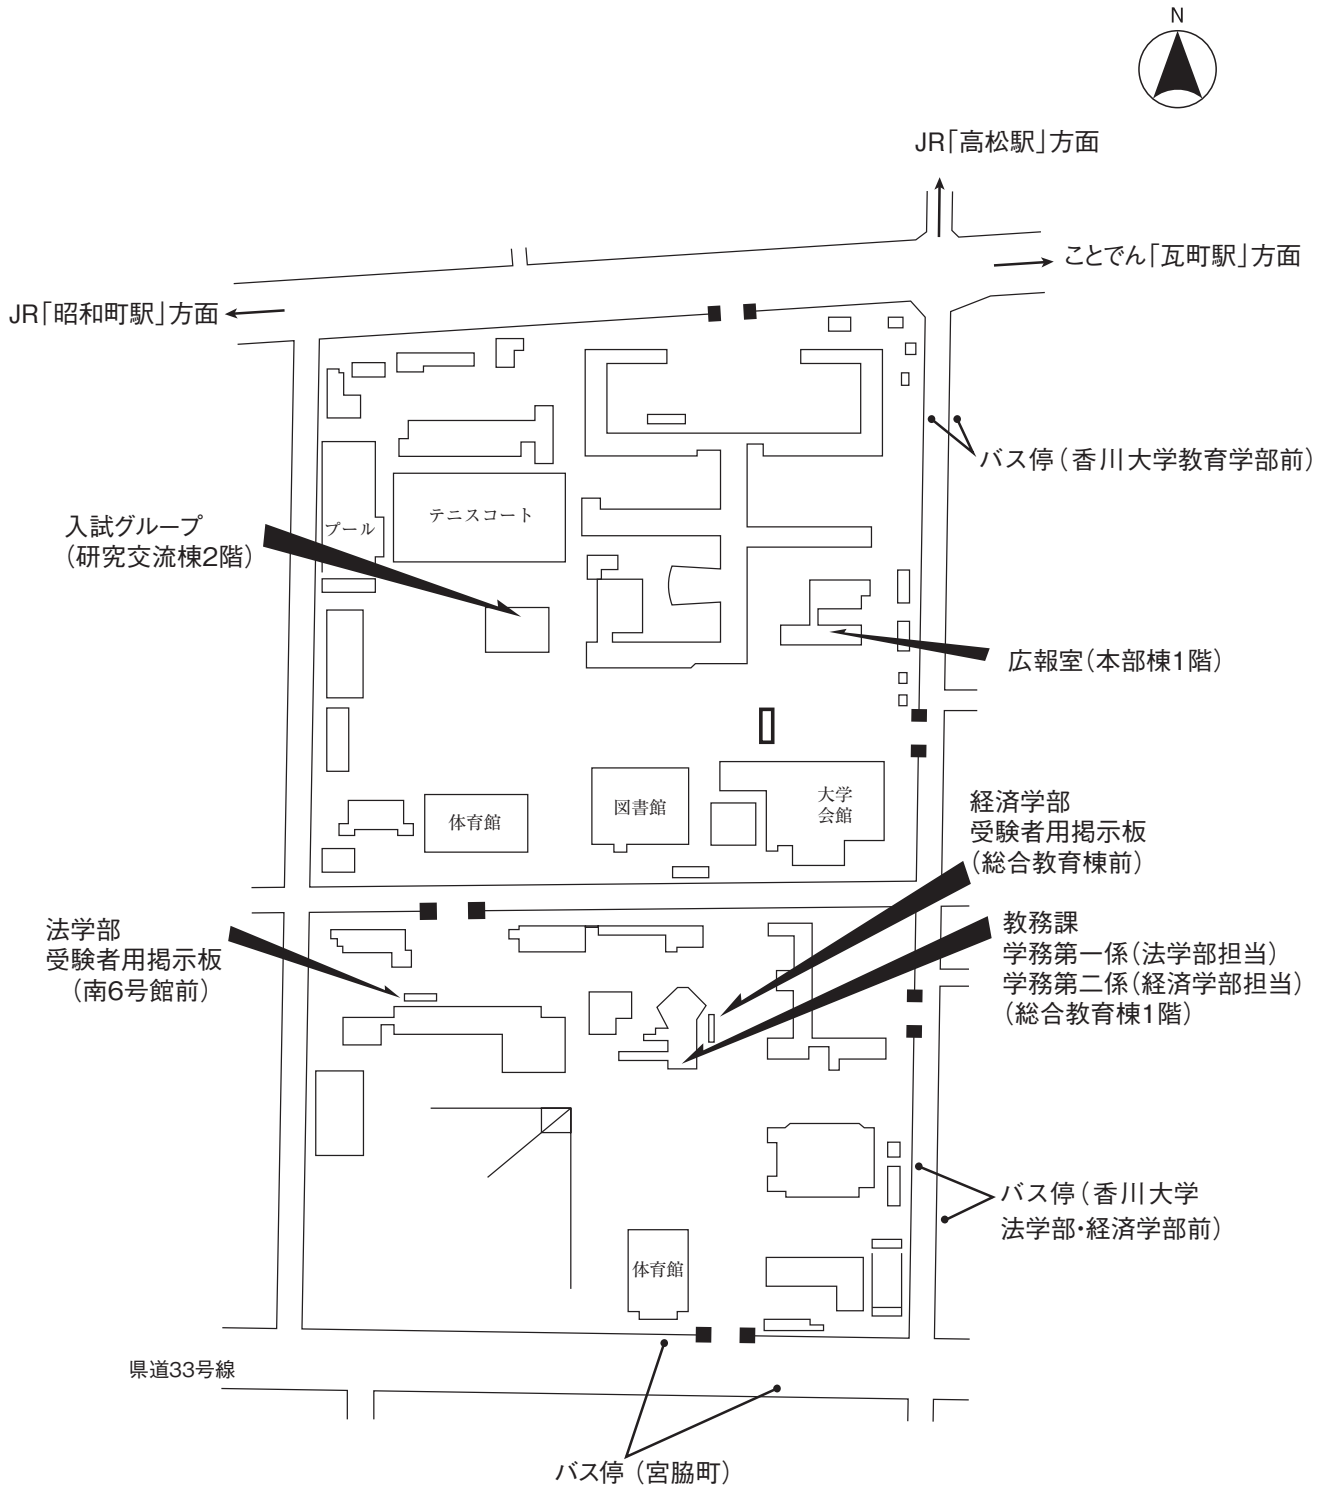 N
JR「高松駅」方面
ことでん「瓦町駅」方面
JR「昭和町駅」方面
バス停（香川大学教育学部前）
テニスコート
プール
入試グループ
（研究交流棟2階）
広報室（本部棟1階）
大学
会館
図書館
体育館
経済学部
受験者用掲示板
（総合教育棟前）
法学部
受験者用掲示板
（南6号館前）
教務課
学務第一係（法学部担当）
学務第二係（経済学部担当）
（総合教育棟1階）
バス停（香川大学
法学部・経済学部前）
体育館
県道33号線
バス停（宮脇町）